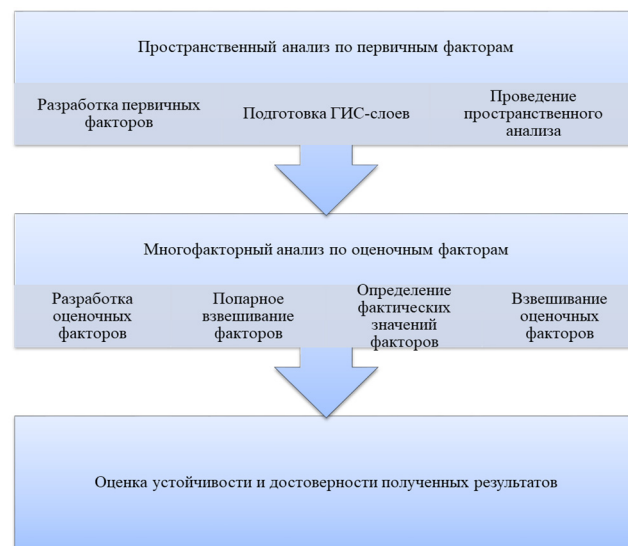 Пространственный анализ по первичным факторам
Разработка первичных
факторов
Подготовка ГИС-слоев
Проведение
пространственного
анализа
Многофакторный анализ по оценочным факторам
Разработка
оценочных
факторов
Попарное
взвешивание
факторов
Определение
фактических
значений
факторов
Взвешивание
оценочных
факторов
Оценка устойчивости и достоверности полученных результатов